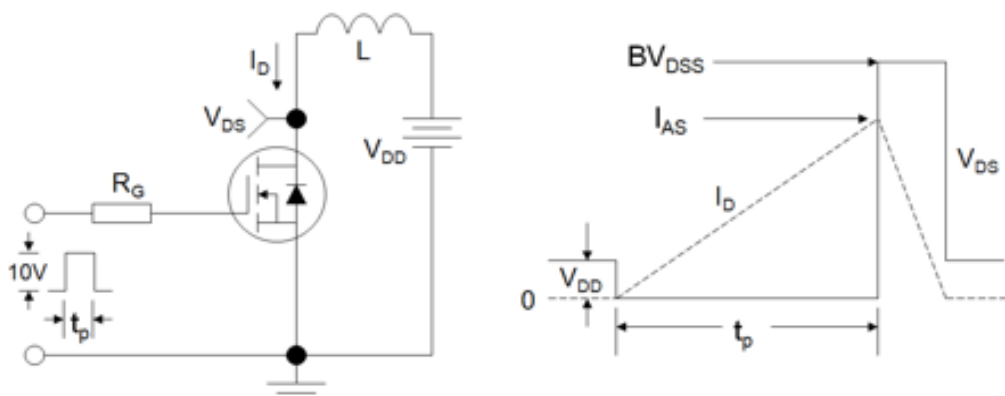 L
I_D
V_DS
V_DD
R_G
10V
t_p
BV_DSS
I_AS
V_DS
I_D
V_DD
0
t_p